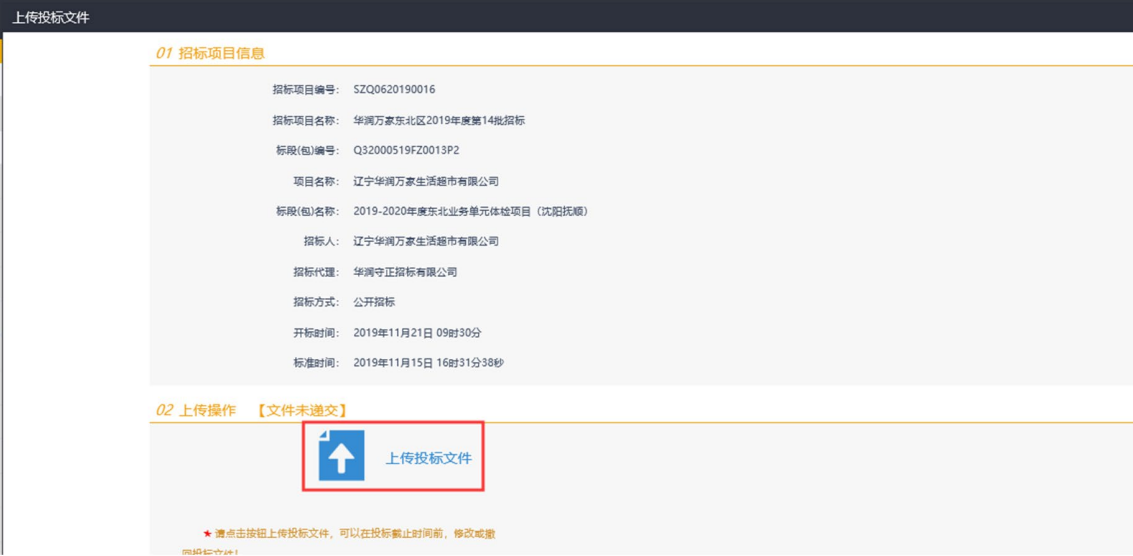 上传投标文件
01 招标项目信息
招标项目编号： SZQ0620190016
招标项目名称： 华润万家东北区2019年度第14批招标
标段(包)编号： Q32000519FZ0013P2
项目名称： 辽宁华润万家生活超市有限公司
标段(包)名称： 2019-2020年度东北业务单元体检项目（沈阳抚顺）
招标人： 辽宁华润万家生活超市有限公司
招标代理： 华润守正招标有限公司
招标方式： 公开招标
开标时间： 2019年11月21日 09时30分
标准时间： 2019年11月15日 16时31分38秒
02 上传操作 【文件未递交】
上传投标文件
★ 请点击按钮上传投标文件，可以在投标截止时间前，修改或撤
回投标文件！